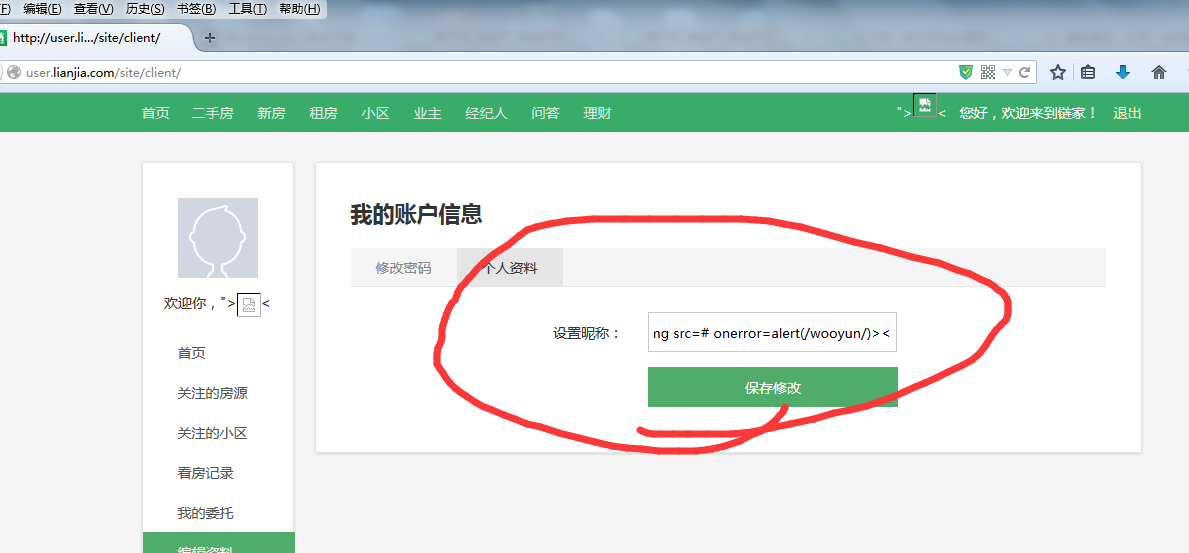 (F) 编辑(E) 查看(V) 历史(S) 书签(B) 工具(T) 帮助(H)
http://user.li.../site/client/ +
user.lianjia.com/site/client/
首页 二手房 新房 租房 小区 业主 经纪人 问答 理财 "> < 您好，欢迎来到链家！ 退出
我的账户信息
修改密码 个人资料
欢迎你，"> <
设置昵称： ng src=# onerror=alert(/wooyun/)><
保存修改
首页
关注的房源
关注的小区
看房记录
我的委托
编辑资料